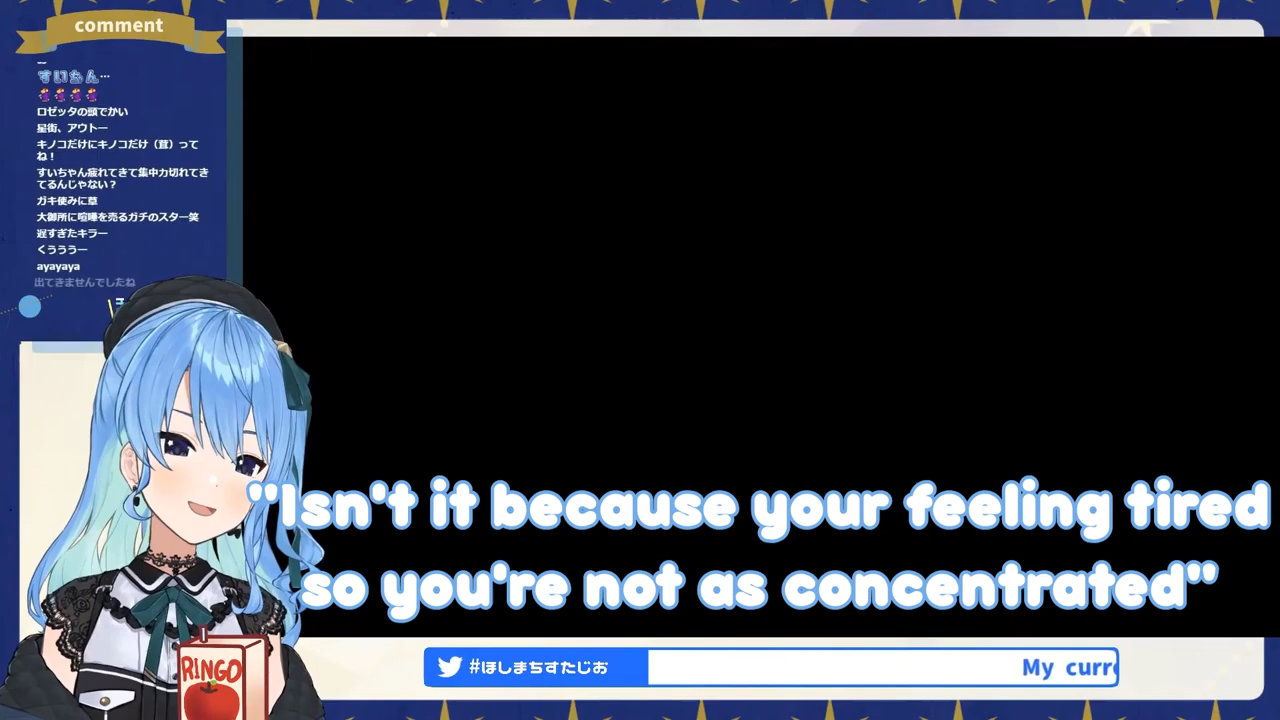 comment
すいちゃん…
ロゼッタの頭でかい
星街、アウトー
キノコだけにキノコだけ（茸）って
ね！
すいちゃん疲れてきて集中力切れてき
てるんじゃない？
ガキ使みに草
大御所に喧嘩を売るガチのスター笑
遅すぎたキラー
くうううー
ayayaya
出てきませんでしたね
"Isn't it because your feeling tired
so you're not as concentrated"
RINGO
#ほしまちすたじお
My curr